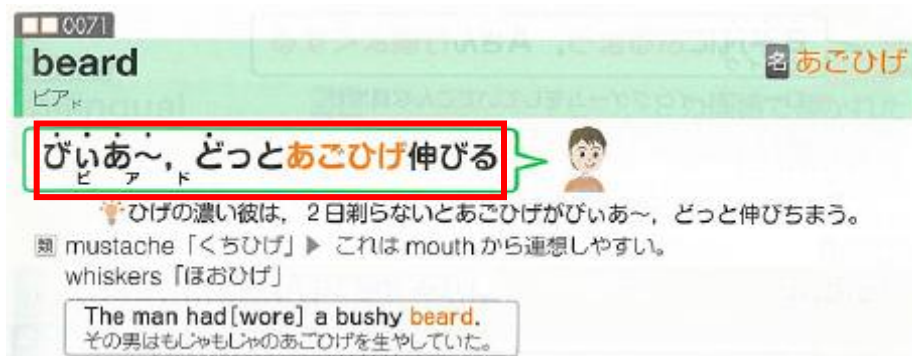 0071
beard 名 あごひげ
ビアド
びぃあ〜,どっとあごひげ伸びる
ビ ア ド
ひげの濃い彼は,2日剃らないとあごひげがびぃあ〜,どっと伸びちまう。
類 mustache「くちひげ」▶ これは mouth から連想しやすい。
whiskers「ほおひげ」
The man had[wore] a bushy beard.
その男はもじゃもじゃのあごひげを生やしていた。